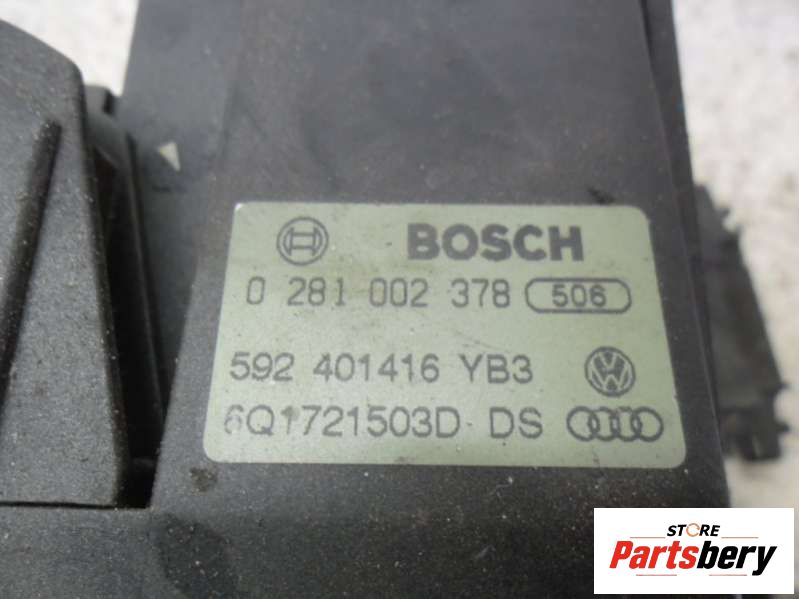 BOSCH
0 281 002 378 506
592 401416 YB3
6Q1721503D DS
STORE
Partsbery